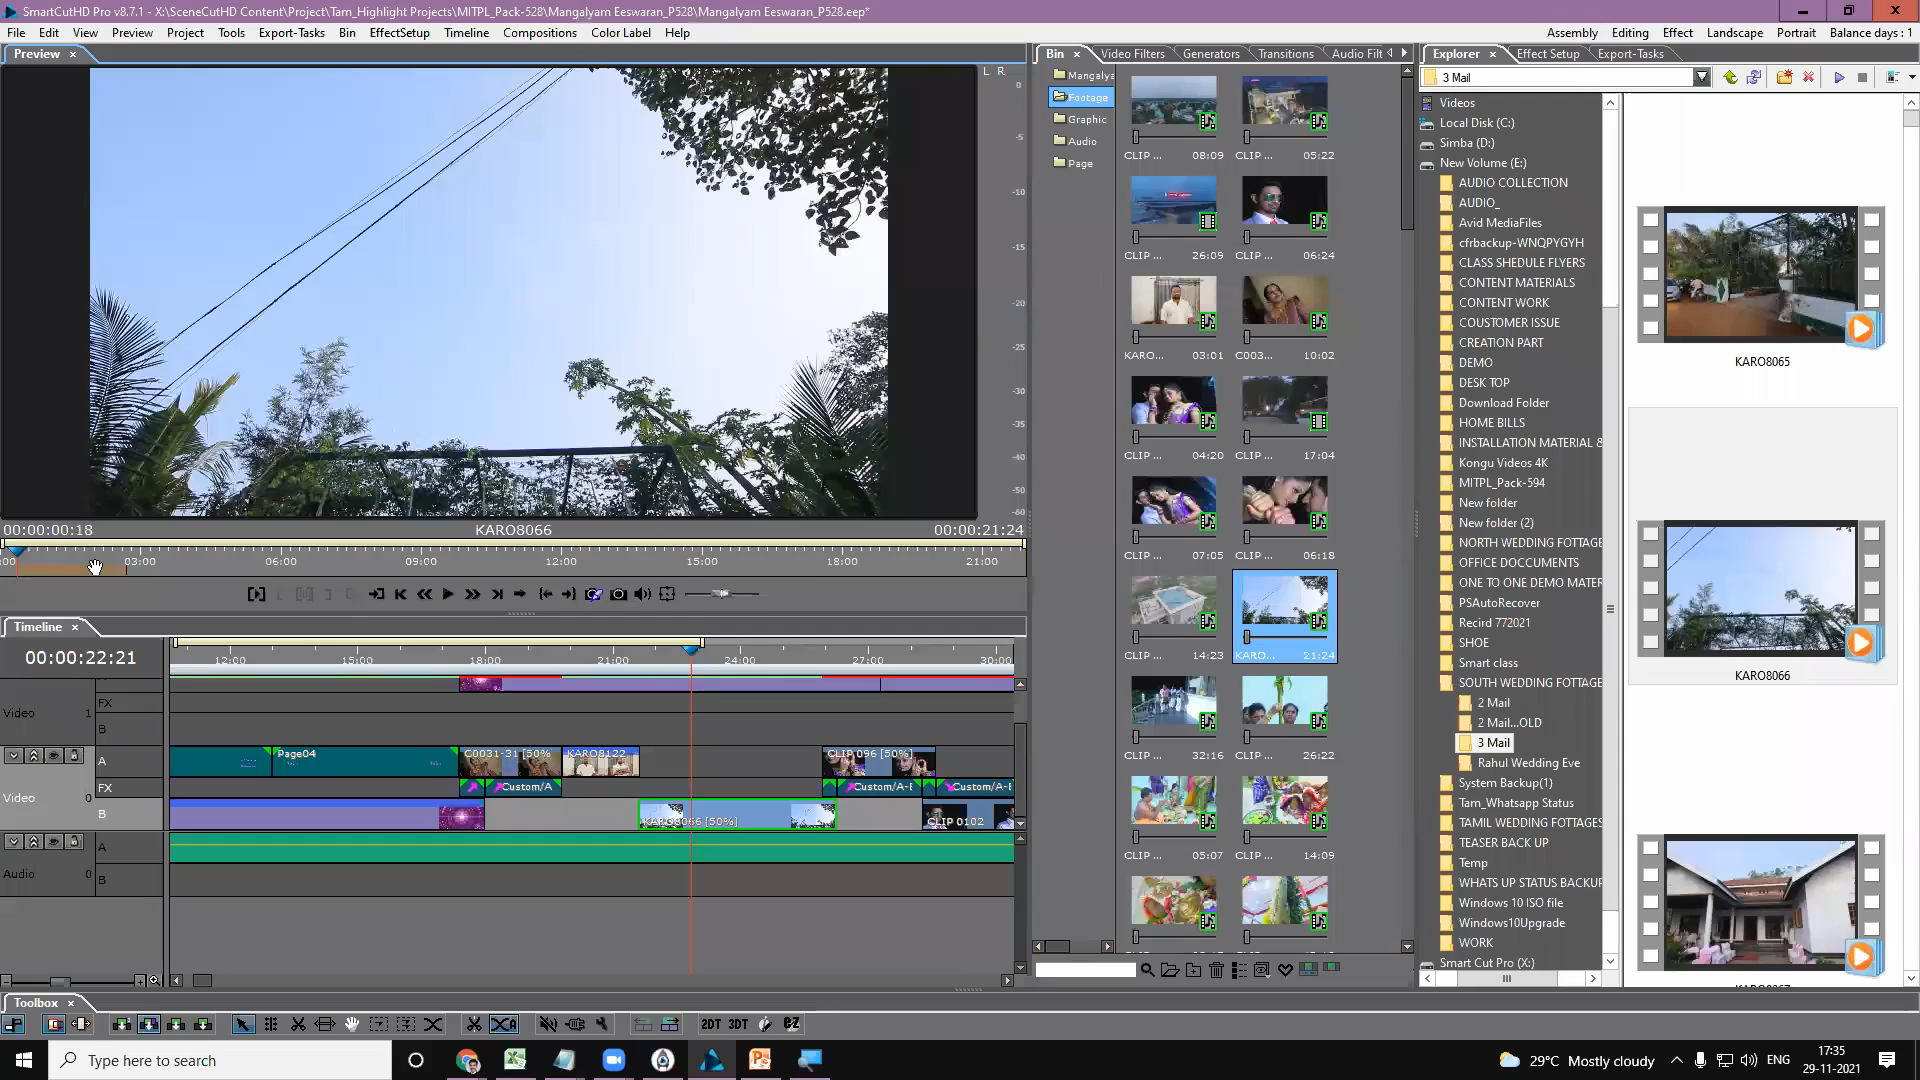 SmartCutHD Pro v8.7.1 - X:\SceneCutHD Content\Project\Tam_Highlight Projects\MITPL_Pack-528\Mangalyam Eeswaran_P528\Mangalyam Eeswaran_P528.eep*
File Edit View Preview Project Tools Export-Tasks Bin EffectSetup Timeline Compositions Color Label Help
Assembly Editing Effect Landscape Portrait Balance days : 1
Preview
L R
0
-5
-10
-15
-20
-25
-30
-35
-40
-50
-60
00:00:00:18 KARO8066 00:00:21:24
03:00 06:00 09:00 12:00 15:00 18:00 21:00
Timeline
00:00:22:21
12:00 15:00 18:00 21:00 24:00 27:00 30:00
FX
Video 1
B
A Page04 C0031-31 [50% KARO8122 CLIP 096 [50%]
FX Custom/A Custom/A-E Custom/A-E
Video 0
B KARO8066 [50%] CLIP 0102
A
Audio 0
B
Toolbox
2DT 3DT eZ
Bin Video Filters Generators Transitions Audio Filt
Mangalya
Footage
Graphic
Audio
Page
CLIP ... 08:09 CLIP ... 05:22
CLIP ... 26:09 CLIP ... 06:24
KARO... 03:01 C003... 10:02
CLIP ... 04:20 CLIP ... 17:04
CLIP ... 07:05 CLIP ... 06:18
CLIP ... 14:23 KARO... 21:24
CLIP ... 32:16 CLIP ... 26:22
CLIP ... 05:07 CLIP ... 14:09
Explorer Effect Setup Export-Tasks
3 Mail
Videos
Local Disk (C:)
Simba (D:)
New Volume (E:)
AUDIO COLLECTION
AUDIO_
Avid MediaFiles
cfrbackup-WNQPYGYH
CLASS SHEDULE FLYERS
CONTENT MATERIALS
CONTENT WORK
COUSTOMER ISSUE
CREATION PART
DEMO
DESK TOP
Download Folder
HOME BILLS
INSTALLATION MATERIAL &
Kongu Videos 4K
MITPL_Pack-594
New folder
New folder (2)
NORTH WEDDING FOOTAGE
OFFICE DOCCUMENTS
ONE TO ONE DEMO MATER
PSAutoRecover
Recird 772021
SHOE
Smart class
SOUTH WEDDING FOOTAGE
2 Mail
2 Mail...OLD
3 Mail
Rahul Wedding Eve
System Backup(1)
Tam_Whatsapp Status
TAMIL WEDDING FOOTAGES
TEASER BACK UP
Temp
WHATS UP STATUS BACKUP
Windows 10 ISO file
Windows10Upgrade
WORK
Smart Cut Pro (X:)
KARO8065
KARO8066
Type here to search
29°C Mostly cloudy
ENG
17:35
29-11-2021